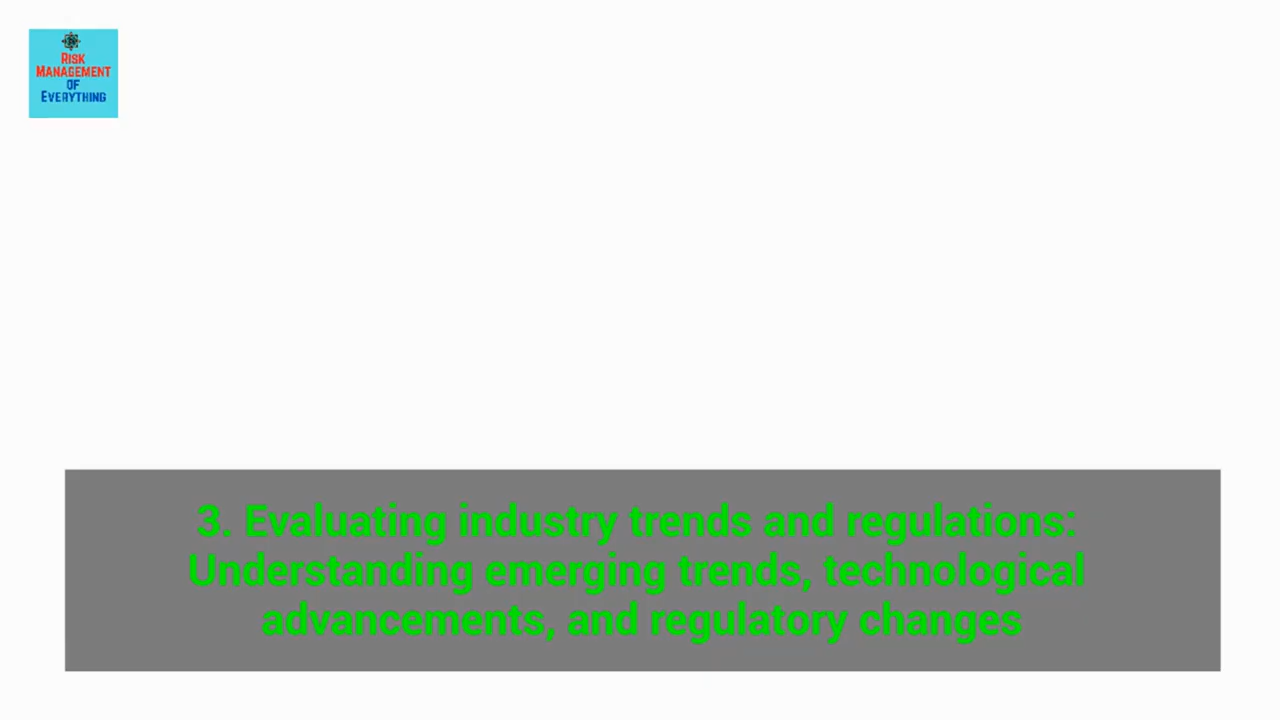 Risk
Management
of
Everything
3. Evaluating industry trends and regulations:
Understanding emerging trends, technological
advancements, and regulatory changes